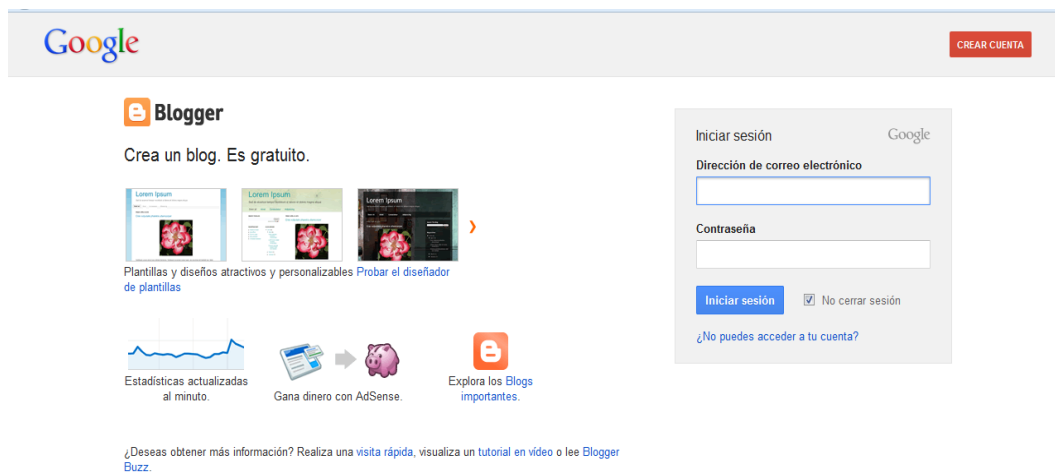 Google
CREAR CUENTA
Blogger
Crea un blog. Es gratuito.
Lorem Ipsum
Lorem Ipsum
Lorem Ipsum
Plantillas y diseños atractivos y personalizables Probar el diseñador
de plantillas
Estadísticas actualizadas
al minuto.
Gana dinero con AdSense.
Explora los Blogs
importantes.
¿Deseas obtener más información? Realiza una visita rápida, visualiza un tutorial en vídeo o lee Blogger
Buzz.
Iniciar sesión Google
Dirección de correo electrónico
Contraseña
Iniciar sesión No cerrar sesión
¿No puedes acceder a tu cuenta?